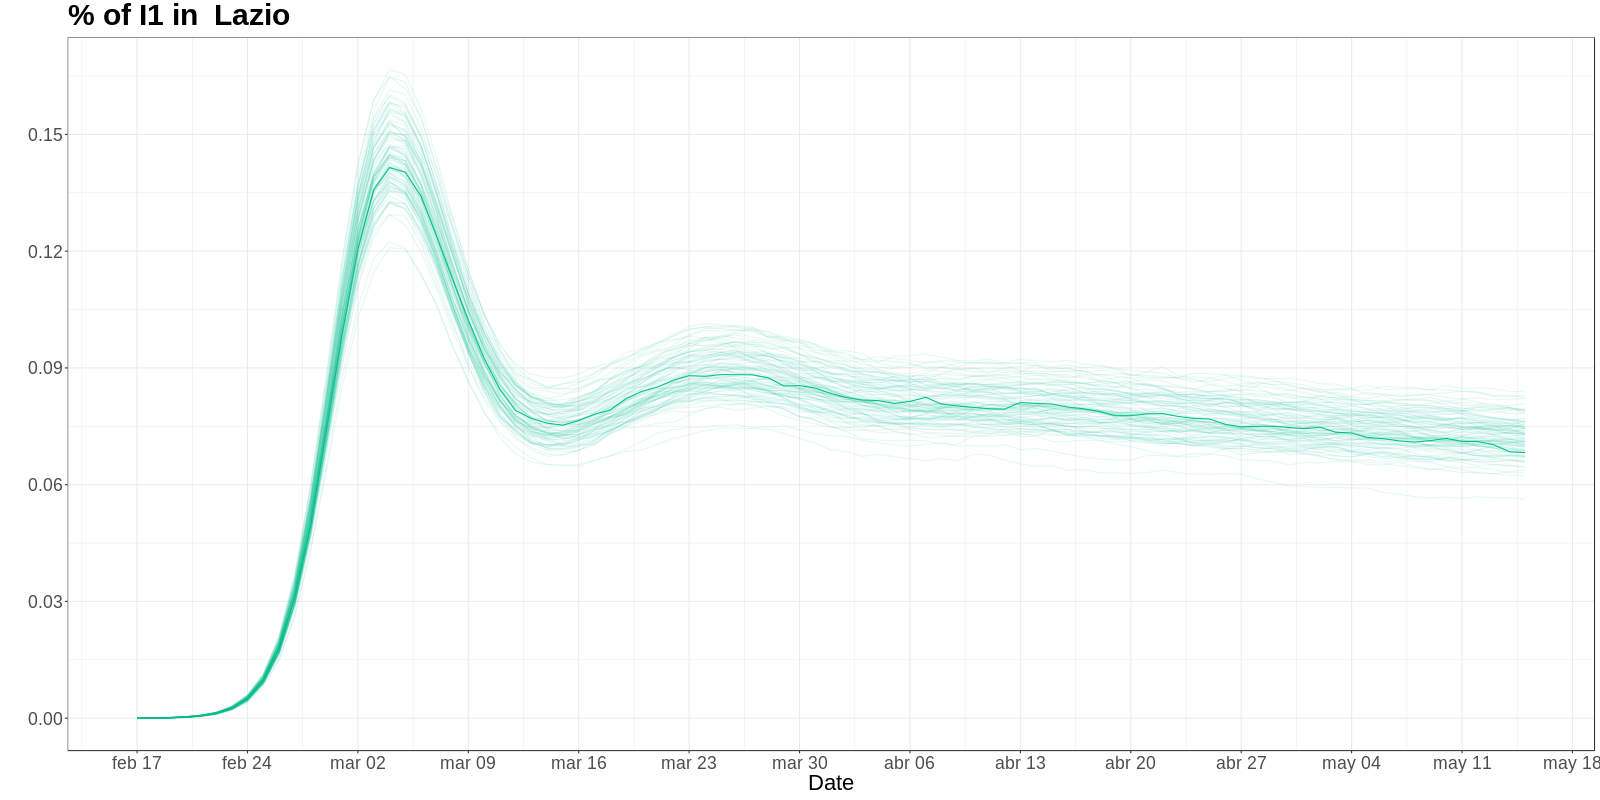 % of I1 in  Lazio
0.15
0.12
0.09
0.06
0.03
0.00
feb 17 feb 24 mar 02 mar 09 mar 16 mar 23 mar 30 abr 06 abr 13 abr 20 abr 27 may 04 may 11 may 18
Date